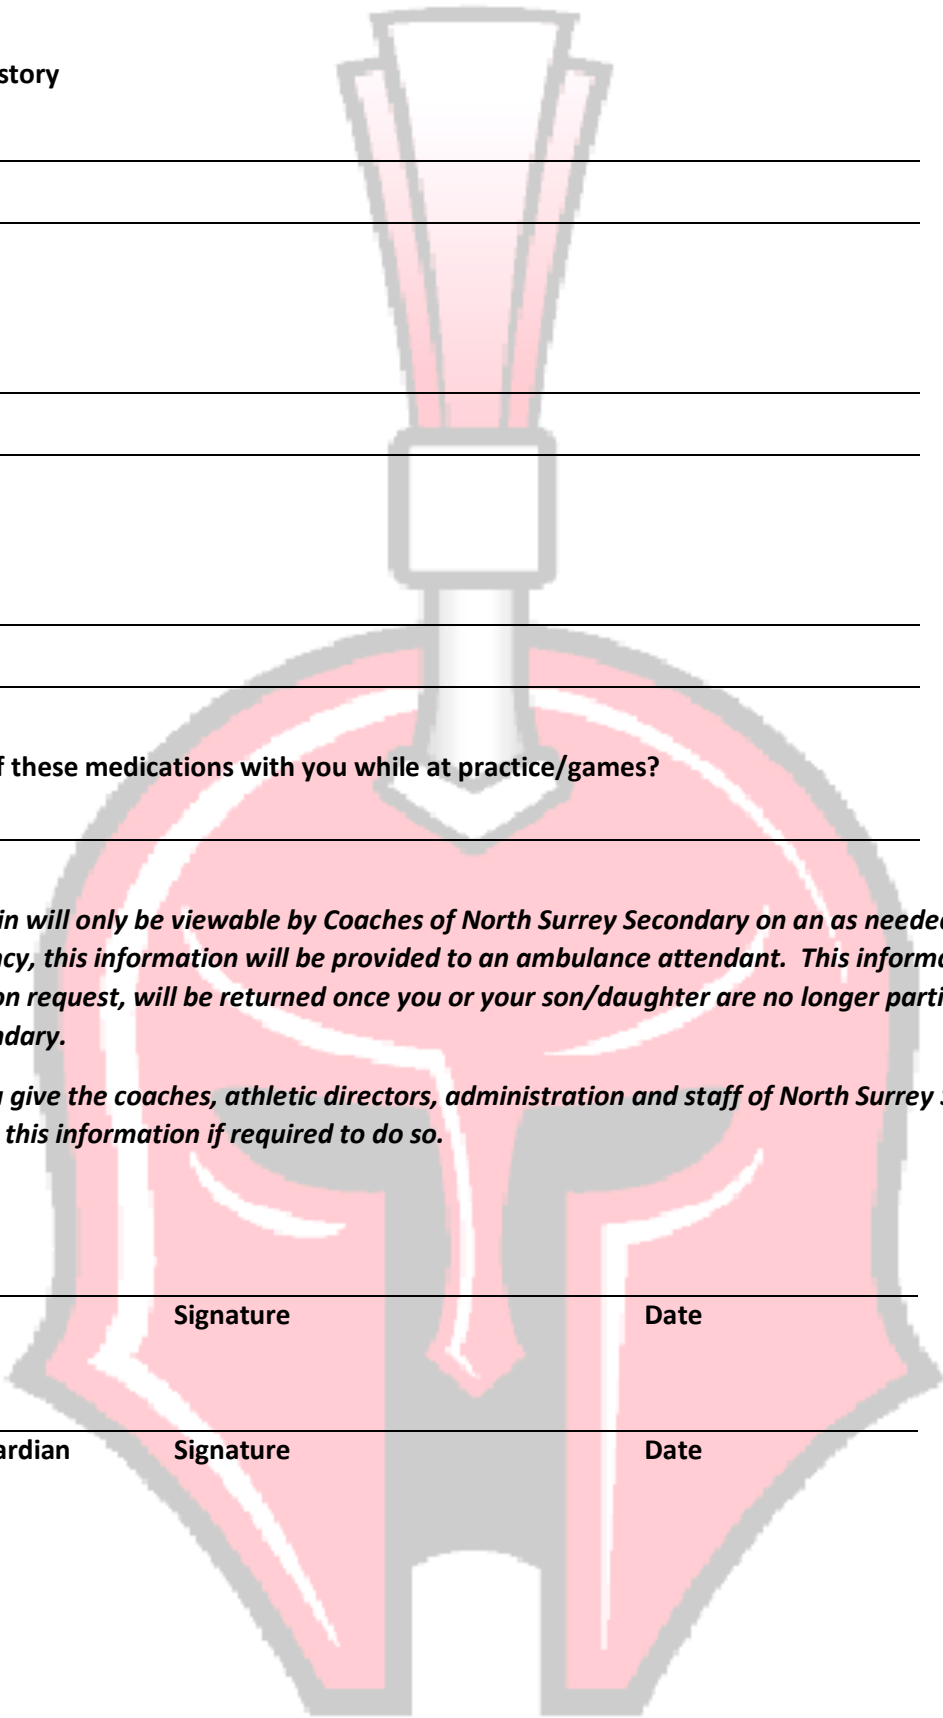 story
f these medications with you while at practice/games?
in will only be viewable by Coaches of North Surrey Secondary on an as needed
ncy, this information will be provided to an ambulance attendant. This informa
on request, will be returned once you or your son/daughter are no longer parti
ndary.
give the coaches, athletic directors, administration and staff of North Surrey S
this information if required to do so.
Signature Date
ardian Signature Date